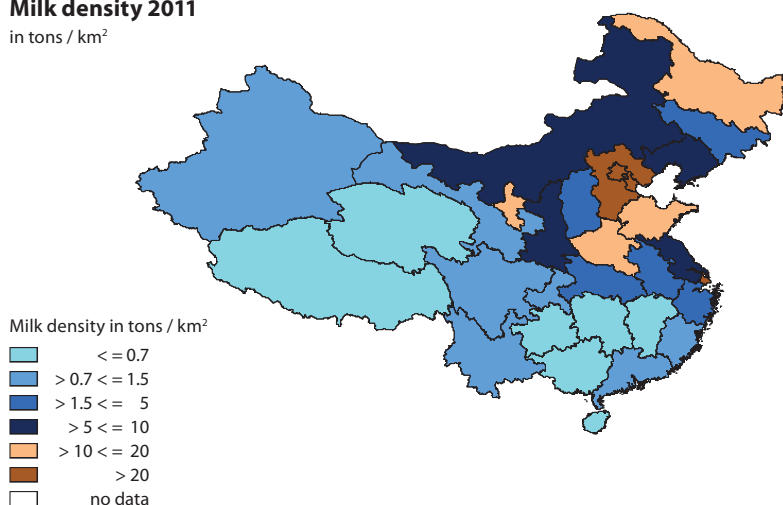 Milk density 2011
in tons / km²
Milk density in tons / km²
< = 0.7
> 0.7 < = 1.5
> 1.5 < = 5
> 5 < = 10
> 10 < = 20
> 20
no data